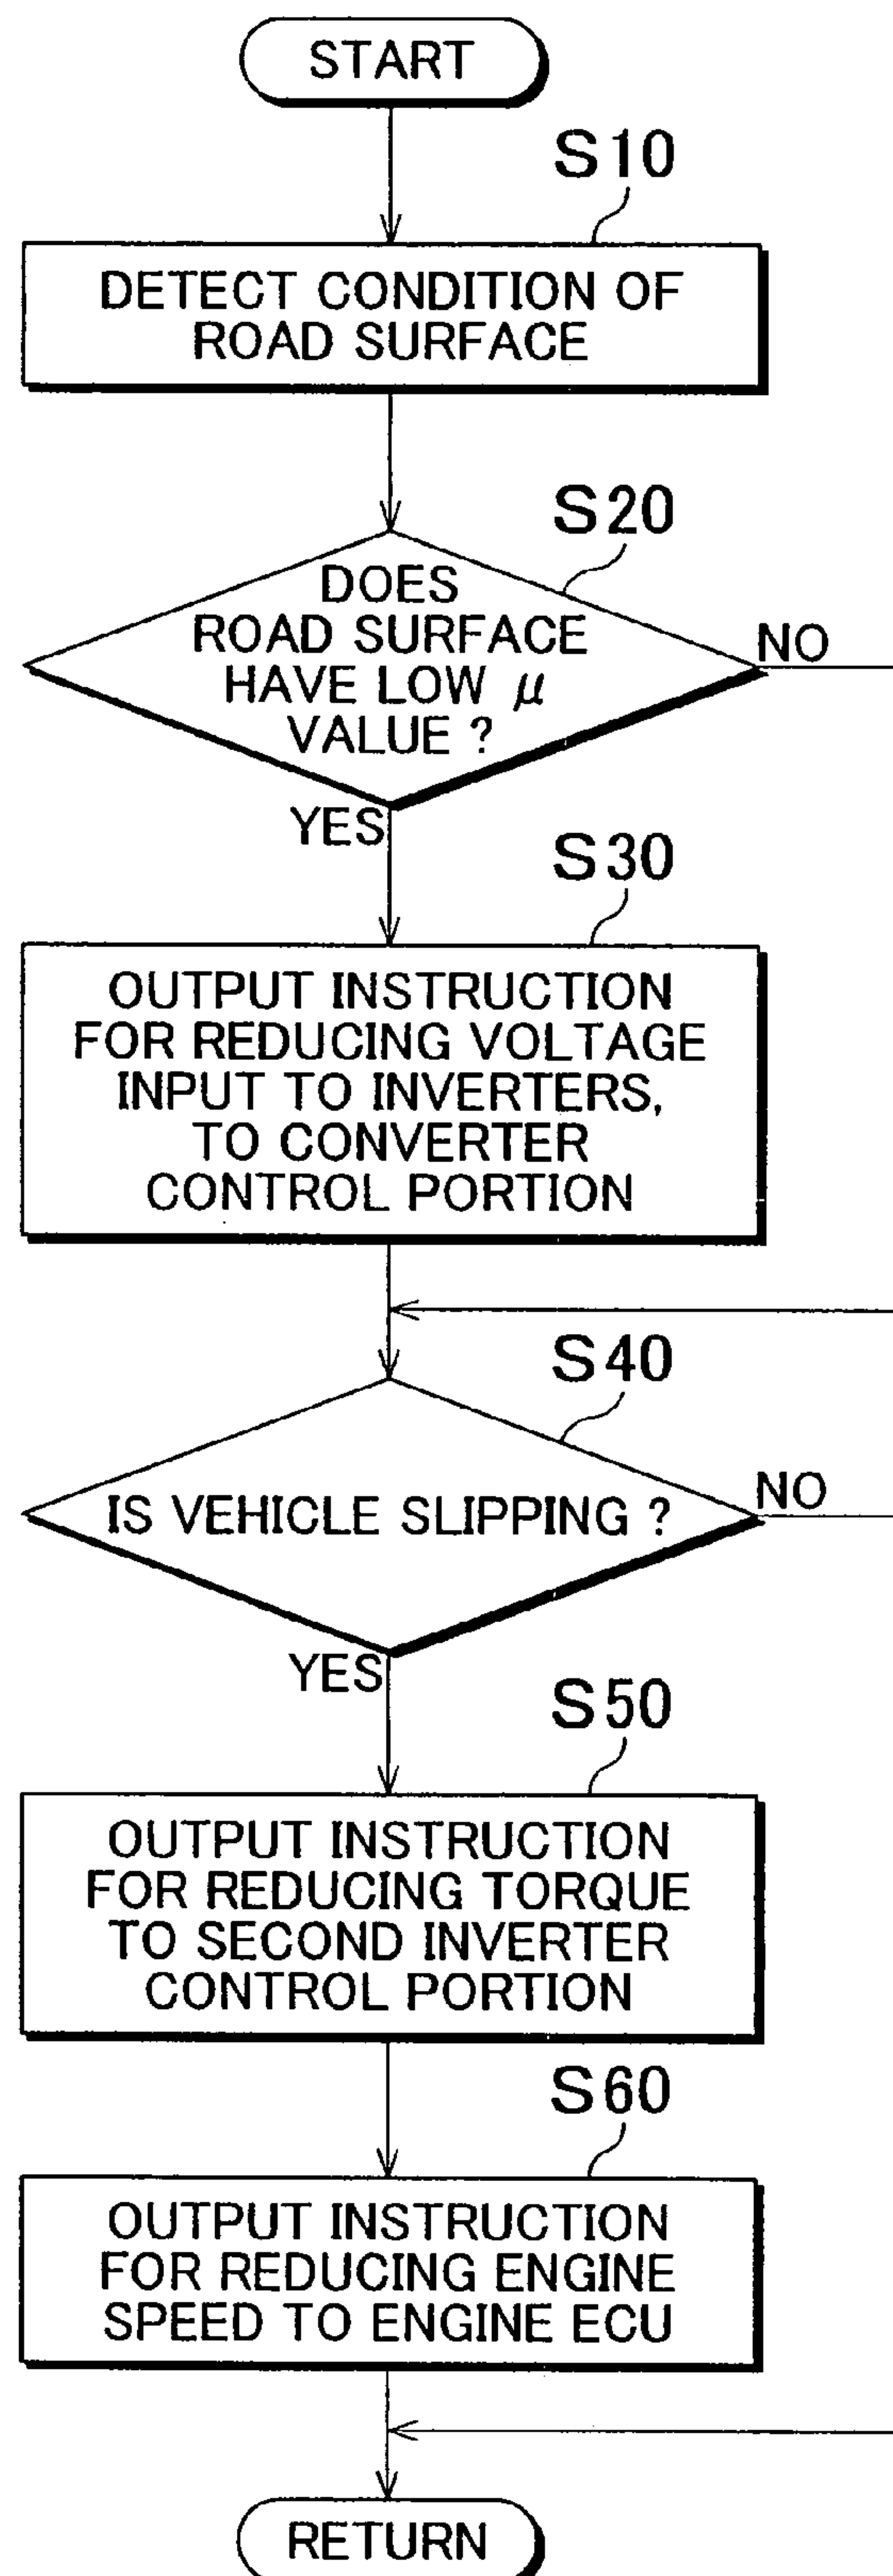 START
S10
DETECT CONDITION OF
ROAD SURFACE
S20
DOES
ROAD SURFACE
HAVE LOW μ
VALUE ?
NO
YES
S30
OUTPUT INSTRUCTION
FOR REDUCING VOLTAGE
INPUT TO INVERTERS,
TO CONVERTER
CONTROL PORTION
S40
IS VEHICLE SLIPPING ?
NO
YES
S50
OUTPUT INSTRUCTION
FOR REDUCING TORQUE
TO SECOND INVERTER
CONTROL PORTION
S60
OUTPUT INSTRUCTION
FOR REDUCING ENGINE
SPEED TO ENGINE ECU
RETURN